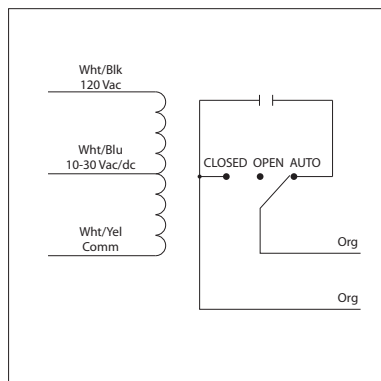 Wht/Blk
120 Vac
Wht/Blu
10-30 Vac/dc
Wht/Yel
Comm
CLOSED OPEN AUTO
Org
Org